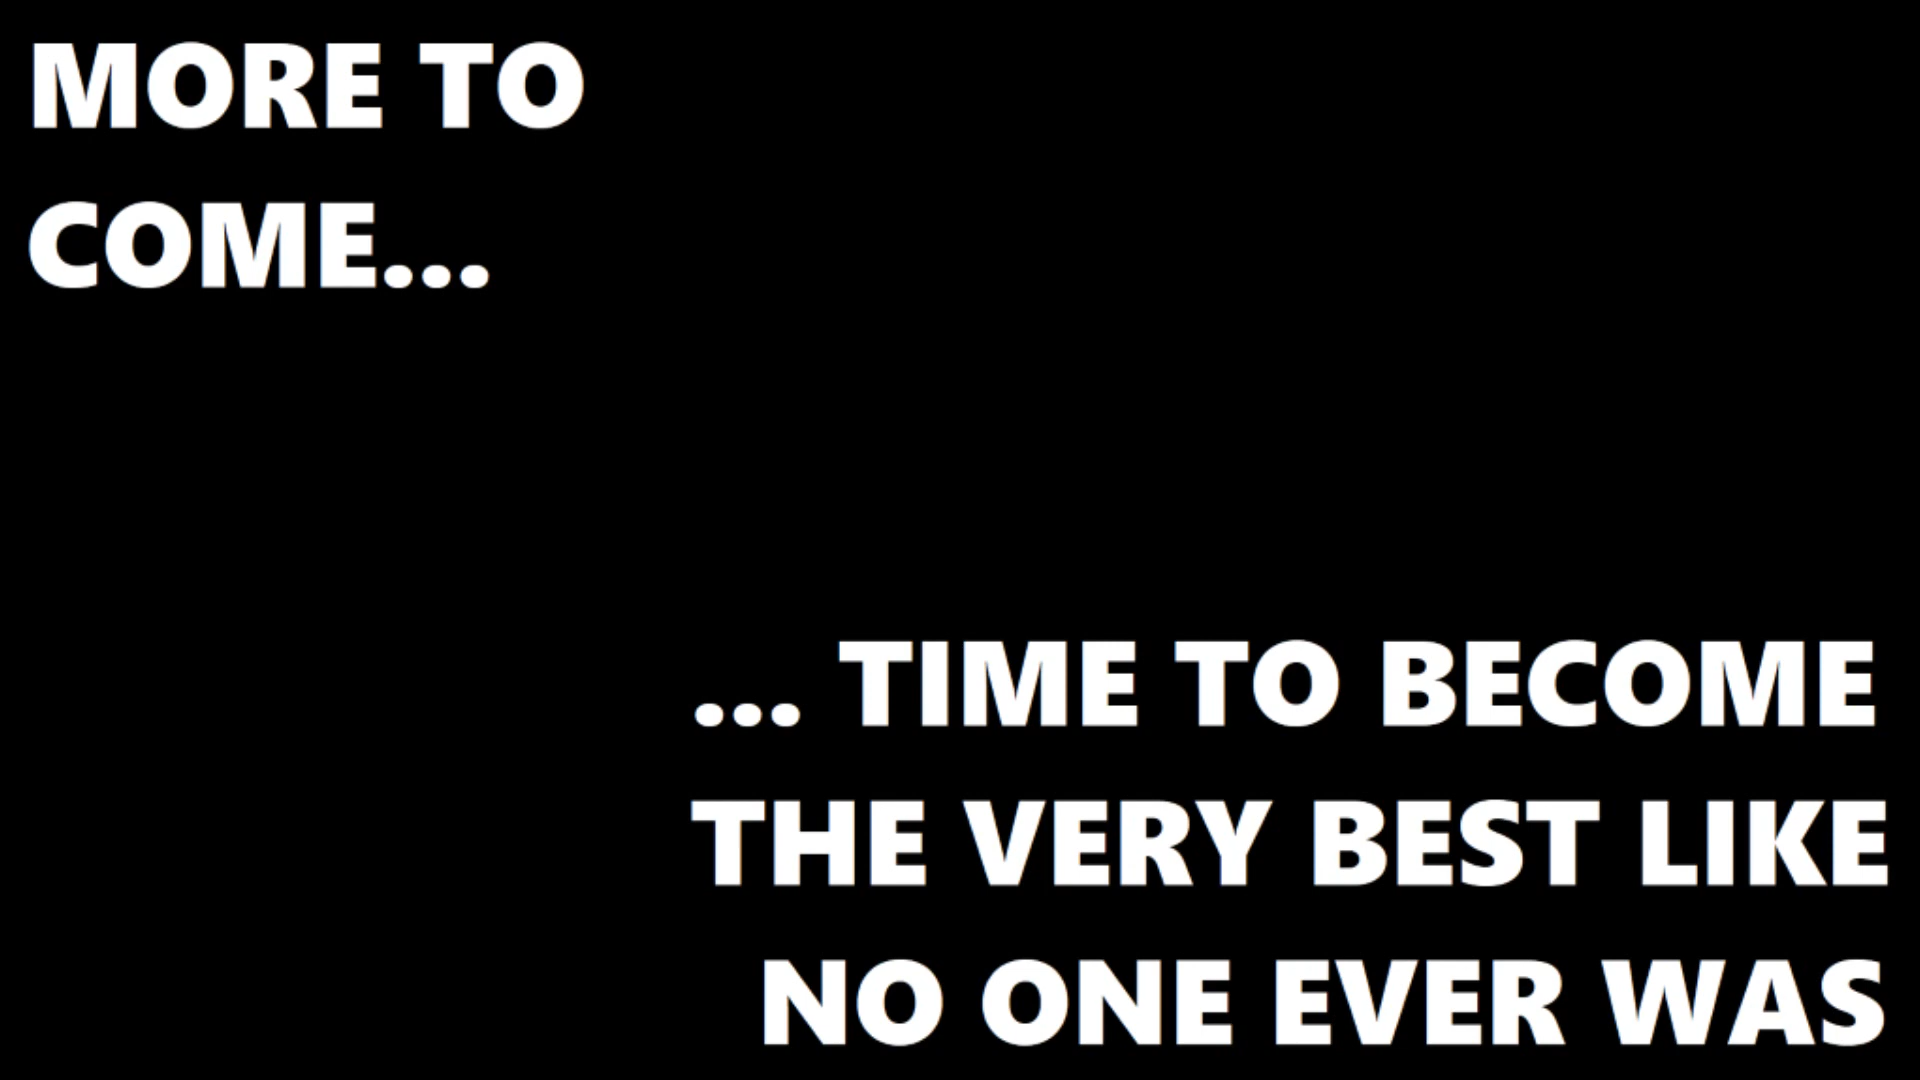 MORE TO
COME...
... TIME TO BECOME
THE VERY BEST LIKE
NO ONE EVER WAS